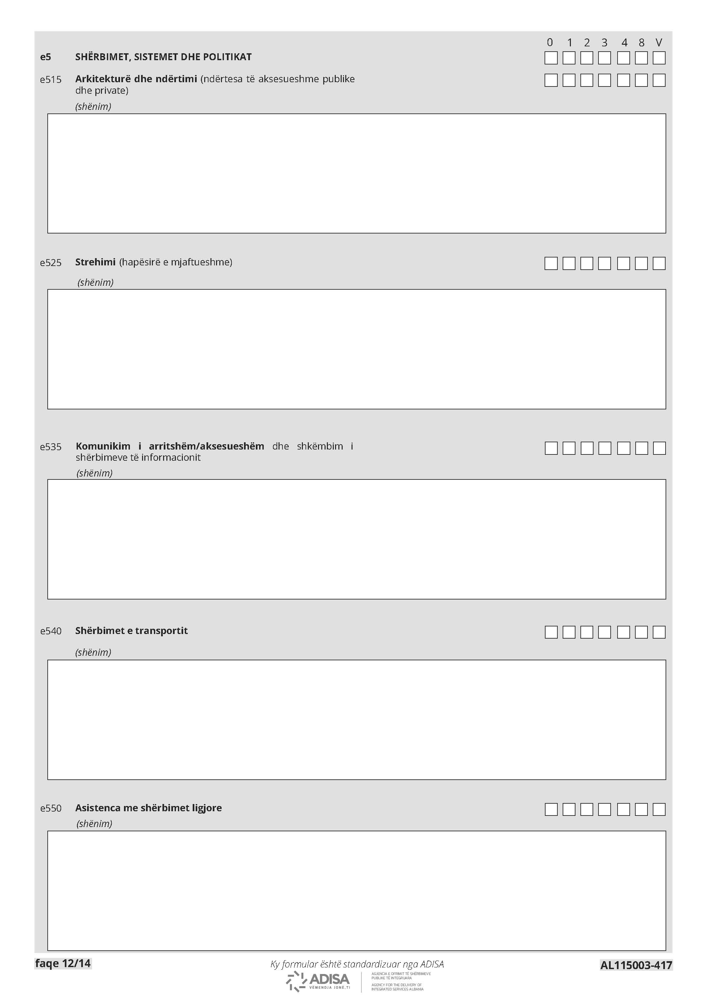 0 1 2 3 4 8 V
e5 SHËRBIMET, SISTEMET DHE POLITIKAT
e515 Arkitekturë dhe ndërtimi (ndërtesa të aksesueshme publike
dhe private)
(shënim)
e525 Strehimi (hapësirë e mjaftueshme)
(shënim)
e535 Komunikim i arritshëm/aksesueshëm dhe shkëmbim i
shërbimeve të informacionit
(shënim)
e540 Shërbimet e transportit
(shënim)
e550 Asistenca me shërbimet ligjore
(shënim)
faqe 12/14
Ky formular është standardizuar nga ADISA
AL115003-417
ADISA
VËMENDJA JONË, TI
AGJENCIA E OFRIMIT TË SHËRBIMEVE
PUBLIKE TË INTEGRUARA
AGENCY FOR THE DELIVERY OF
INTEGRATED SERVICES ALBANIA